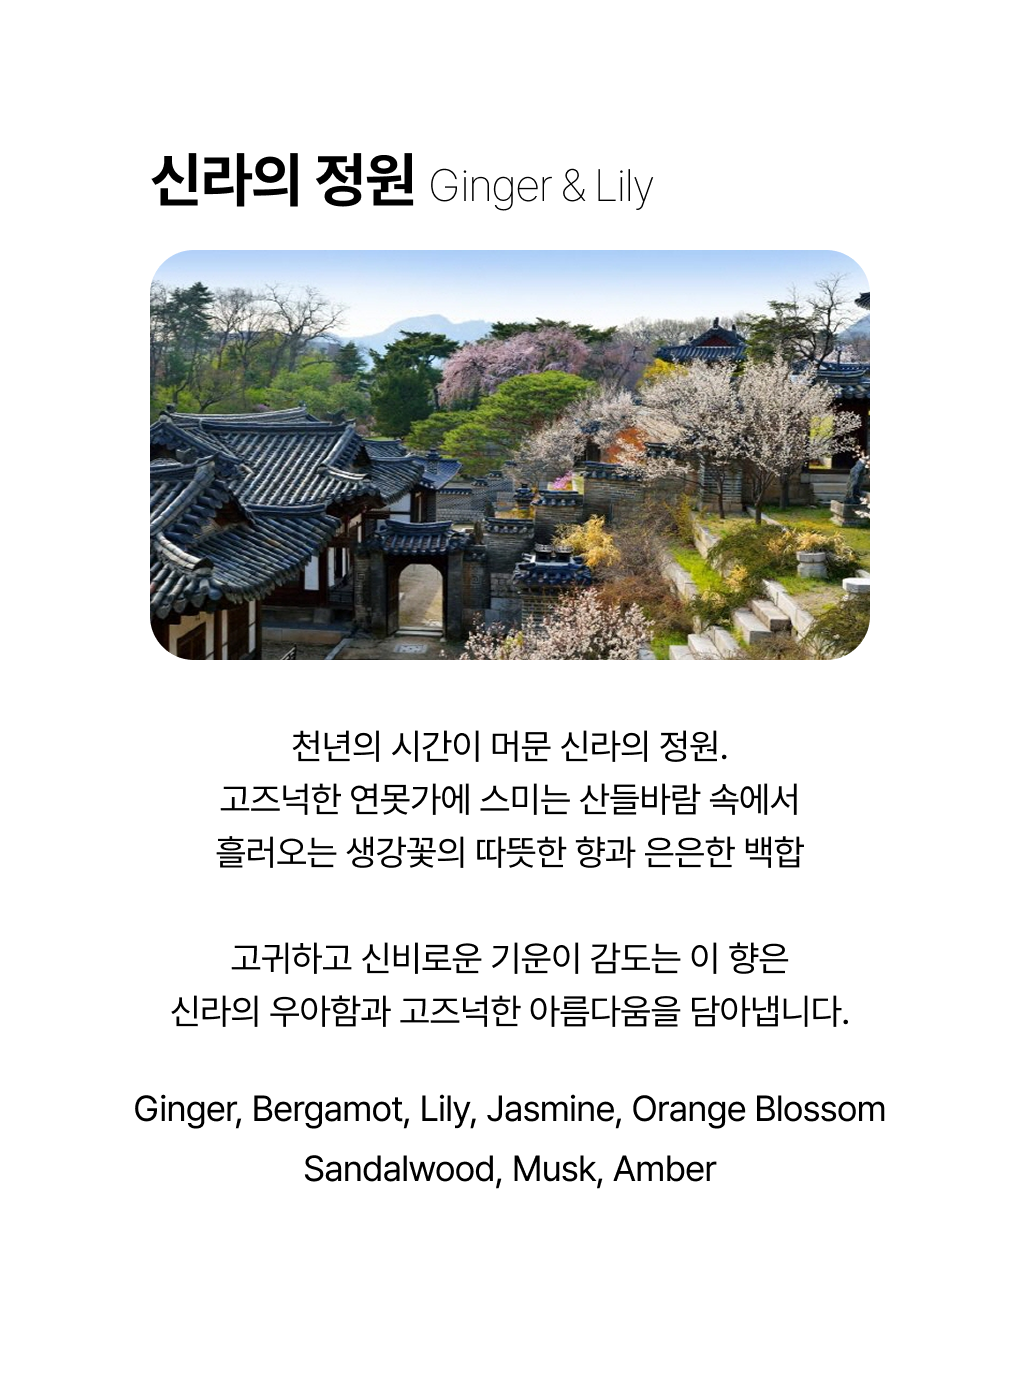 신라의 정원 Ginger & Lily
천년의 시간이 머문 신라의 정원.
고즈넉한 연못가에 스미는 산들바람 속에서
흘러오는 생강꽃의 따뜻한 향과 은은한 백합
고귀하고 신비로운 기운이 감도는 이 향은
신라의 우아함과 고즈넉한 아름다움을 담아냅니다.
Ginger, Bergamot, Lily, Jasmine, Orange Blossom
Sandalwood, Musk, Amber